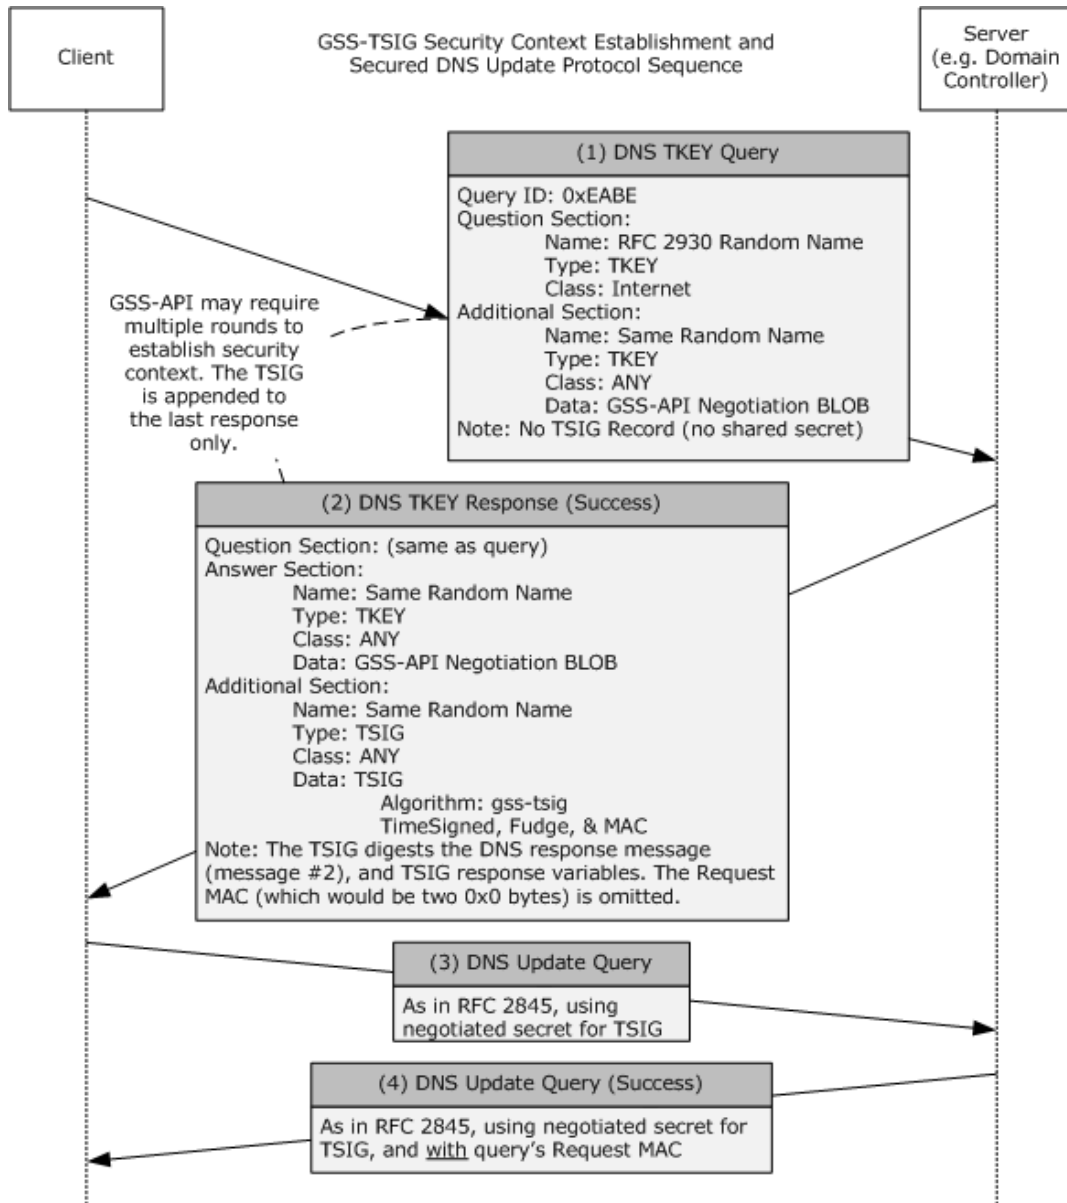 Client
GSS-TSIG Security Context Establishment and
Secured DNS Update Protocol Sequence
Server
(e.g. Domain
Controller)
(1) DNS TKEY Query
Query ID: 0xEABE
Question Section:
Name: RFC 2930 Random Name
Type: TKEY
Class: Internet
Additional Section:
Name: Same Random Name
Type: TKEY
Class: ANY
Data: GSS-API Negotiation BLOB
Note: No TSIG Record (no shared secret)
GSS-API may require
multiple rounds to
establish security
context. The TSIG
is appended to
the last response
only.
(2) DNS TKEY Response (Success)
Question Section: (same as query)
Answer Section:
Name: Same Random Name
Type: TKEY
Class: ANY
Data: GSS-API Negotiation BLOB
Additional Section:
Name: Same Random Name
Type: TSIG
Class: ANY
Data: TSIG
Algorithm: gss-tsig
TimeSigned, Fudge, & MAC
Note: The TSIG digests the DNS response message
(message #2), and TSIG response variables. The Request
MAC (which would be two 0x0 bytes) is omitted.
(3) DNS Update Query
As in RFC 2845, using
negotiated secret for TSIG
(4) DNS Update Query (Success)
As in RFC 2845, using negotiated secret for
TSIG, and with query's Request MAC